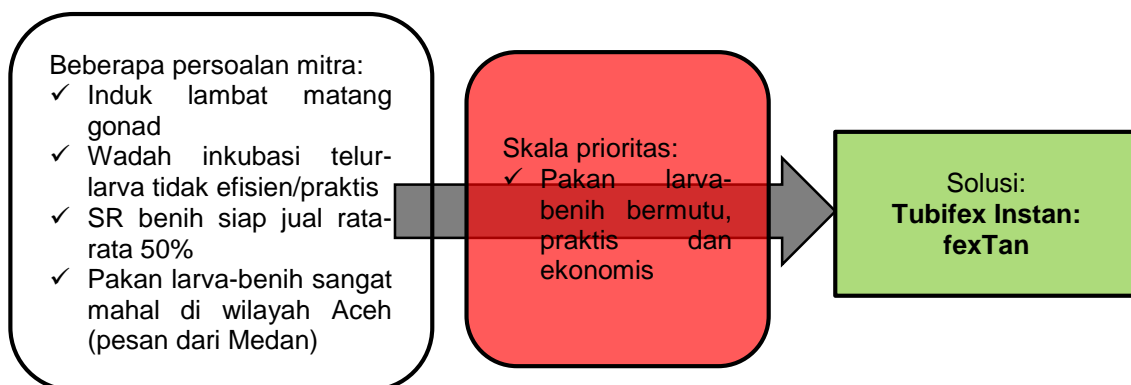 Beberapa persoalan mitra:
✓ Induk lambat matang
gonad
✓ Wadah inkubasi telur-
larva tidak efisien/praktis
✓ SR benih siap jual rata-
rata 50%
✓ Pakan larva-benih sangat
mahal di wilayah Aceh
(pesan dari Medan)
Skala prioritas:
✓ Pakan larva-
benih bermutu,
praktis dan
ekonomis
Solusi:
Tubifex Instan:
fexTan